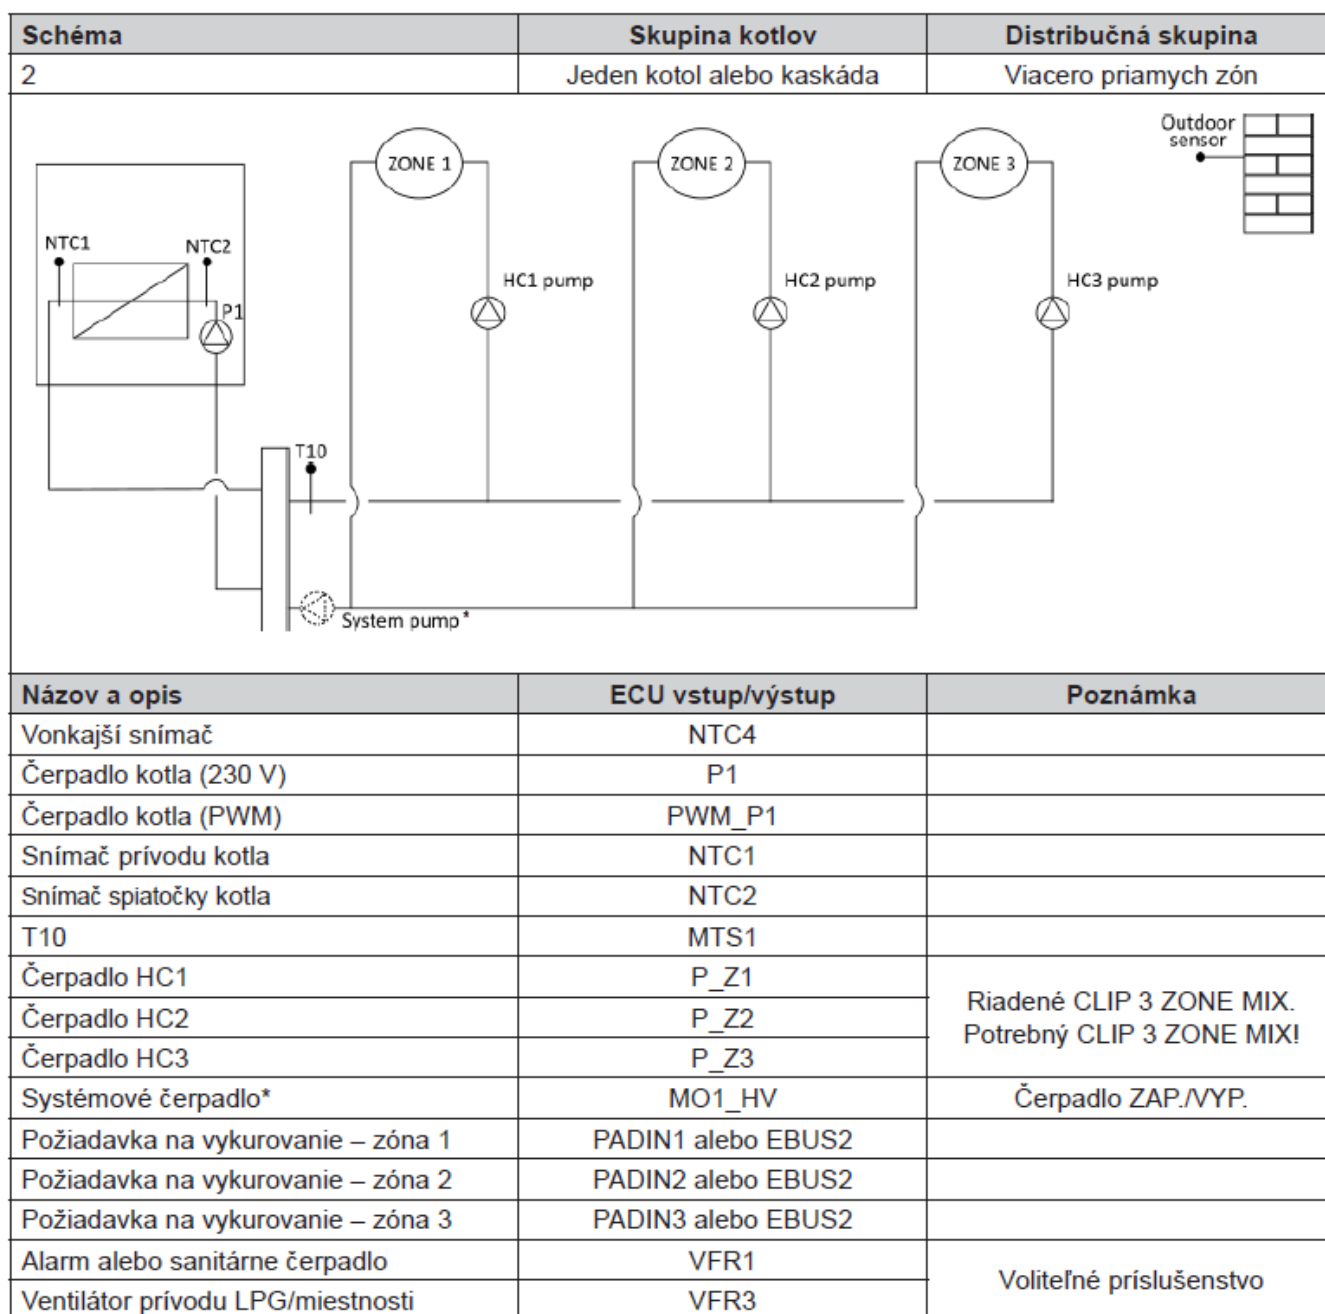 Schéma Skupina kotlov Distribučná skupina
2 Jeden kotol alebo kaskáda Viacero priamych zón
Outdoor
sensor
ZONE 1 ZONE 2 ZONE 3
NTC1 NTC2
HC1 pump HC2 pump HC3 pump
P1
T10
System pump*
Názov a opis ECU vstup/výstup Poznámka
Vonkajší snímač NTC4
Čerpadlo kotla (230 V) P1
Čerpadlo kotla (PWM) PWM_P1
Snímač prívodu kotla NTC1
Snímač spiatočky kotla NTC2
T10 MTS1
Čerpadlo HC1 P_Z1
Riadené CLIP 3 ZONE MIX.
Čerpadlo HC2 P_Z2
Potrebný CLIP 3 ZONE MIX!
Čerpadlo HC3 P_Z3
Systémové čerpadlo* MO1_HV Čerpadlo ZAP./VYP.
Požiadavka na vykurovanie – zóna 1 PADIN1 alebo EBUS2
Požiadavka na vykurovanie – zóna 2 PADIN2 alebo EBUS2
Požiadavka na vykurovanie – zóna 3 PADIN3 alebo EBUS2
Alarm alebo sanitárne čerpadlo VFR1
Voliteľné príslušenstvo
Ventilátor prívodu LPG/miestnosti VFR3